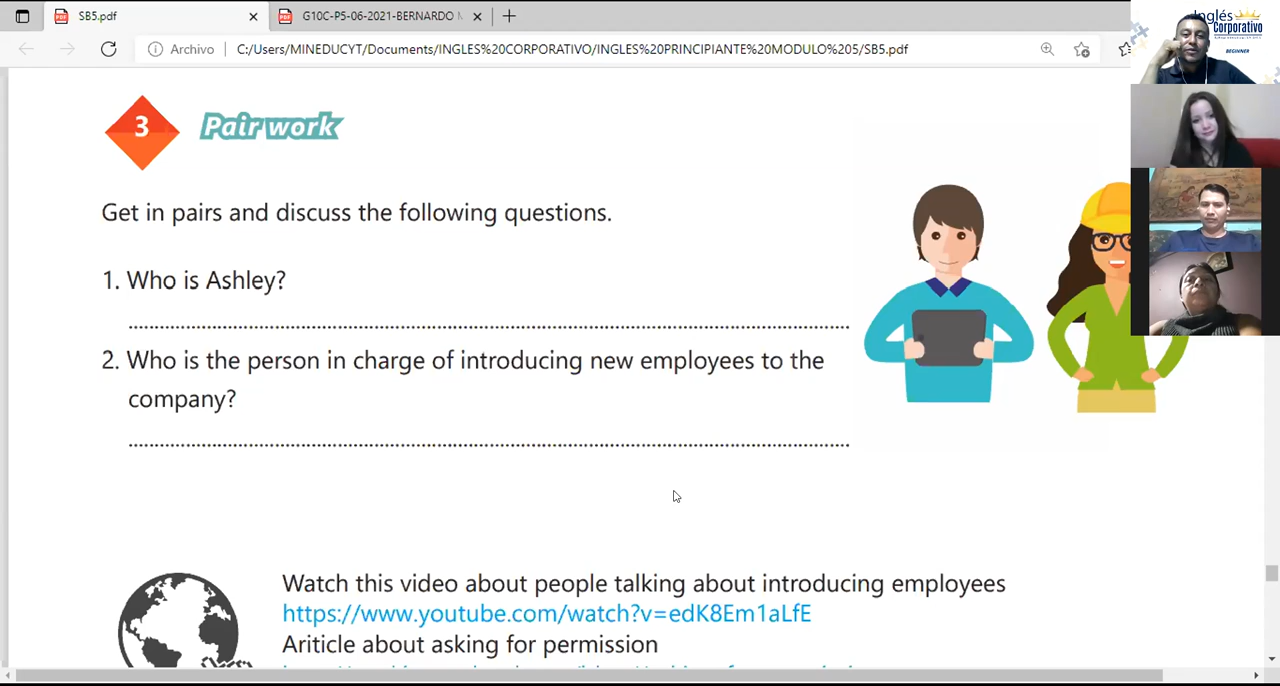 SB5.pdf
G10C-P5-06-2021-BERNARDO
Archivo
C:/Users/MINEDUCYT/Documents/INGLES%20CORPORATIVO/INGLES%20PRINCIPIANTE%20MODULO%205/SB5.pdf
Inglés
Corporativo
BEGINNER
3
Pair work
Get in pairs and discuss the following questions.
1. Who is Ashley?
2. Who is the person in charge of introducing new employees to the
company?
Watch this video about people talking about introducing employees
https://www.youtube.com/watch?v=edK8Em1aLfE
Ariticle about asking for permission